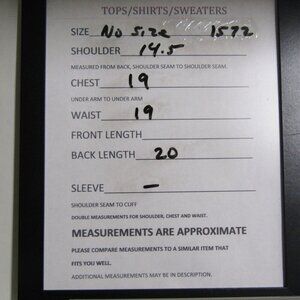 TOPS/SHIRTS/SWEATERS
SIZE No Size 1572
SHOULDER 14.5
MEASURED FROM BACK, SHOULDER SEAM TO SHOULDER SEAM.
CHEST 19
UNDER ARM TO UNDER ARM
WAIST 19
FRONT LENGTH
BACK LENGTH 20
SLEEVE –
SHOULDER SEAM TO CUFF
DOUBLE MEASUREMENTS FOR SHOULDER, CHEST AND WAIST.
MEASUREMENTS ARE APPROXIMATE
PLEASE COMPARE MEASUREMENTS TO A SIMILAR ITEM THAT
FITS YOU WELL.
ADDITIONAL MEASUREMENTS MAY BE IN DESCRIPTION.